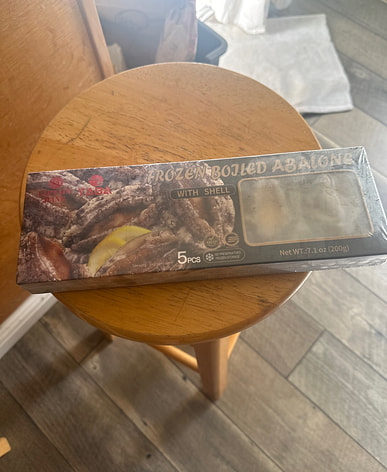 FROZEN BOILED ABALONE
WITH SHELL
5PCS
Net WT:7.1 oz (200g)